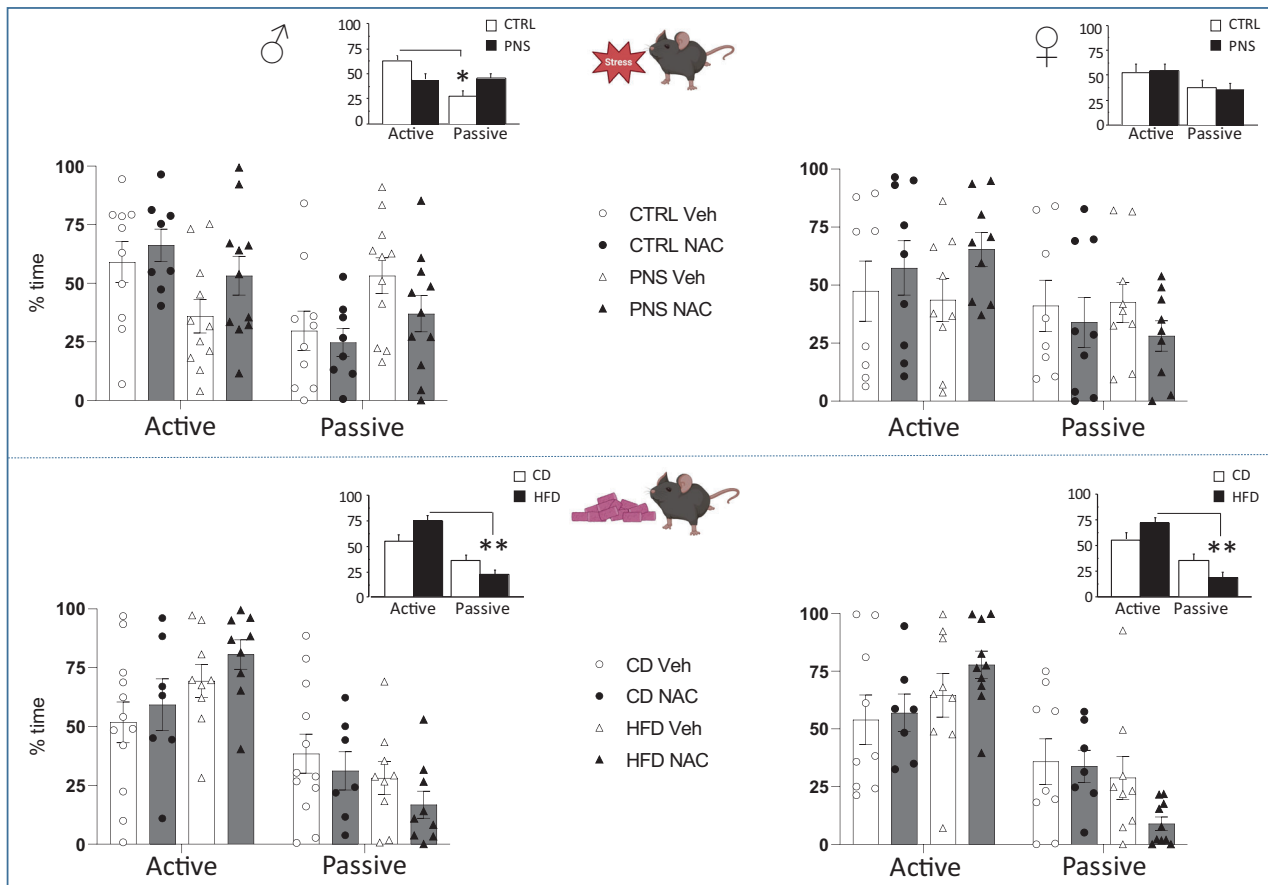 CTRL
PNS
100
75
50
25
0
*
Active Passive
Stress
CTRL
PNS
100
75
50
25
0
Active Passive
% time
100
75
50
25
0
Active Passive
CTRL Veh
CTRL NAC
PNS Veh
PNS NAC
100
75
50
25
0
Active Passive
CD
HFD
100
75
50
25
0
**
Active Passive
CD
HFD
100
75
50
25
0
**
Active Passive
% time
100
75
50
25
0
Active Passive
CD Veh
CD NAC
HFD Veh
HFD NAC
100
75
50
25
0
Active Passive